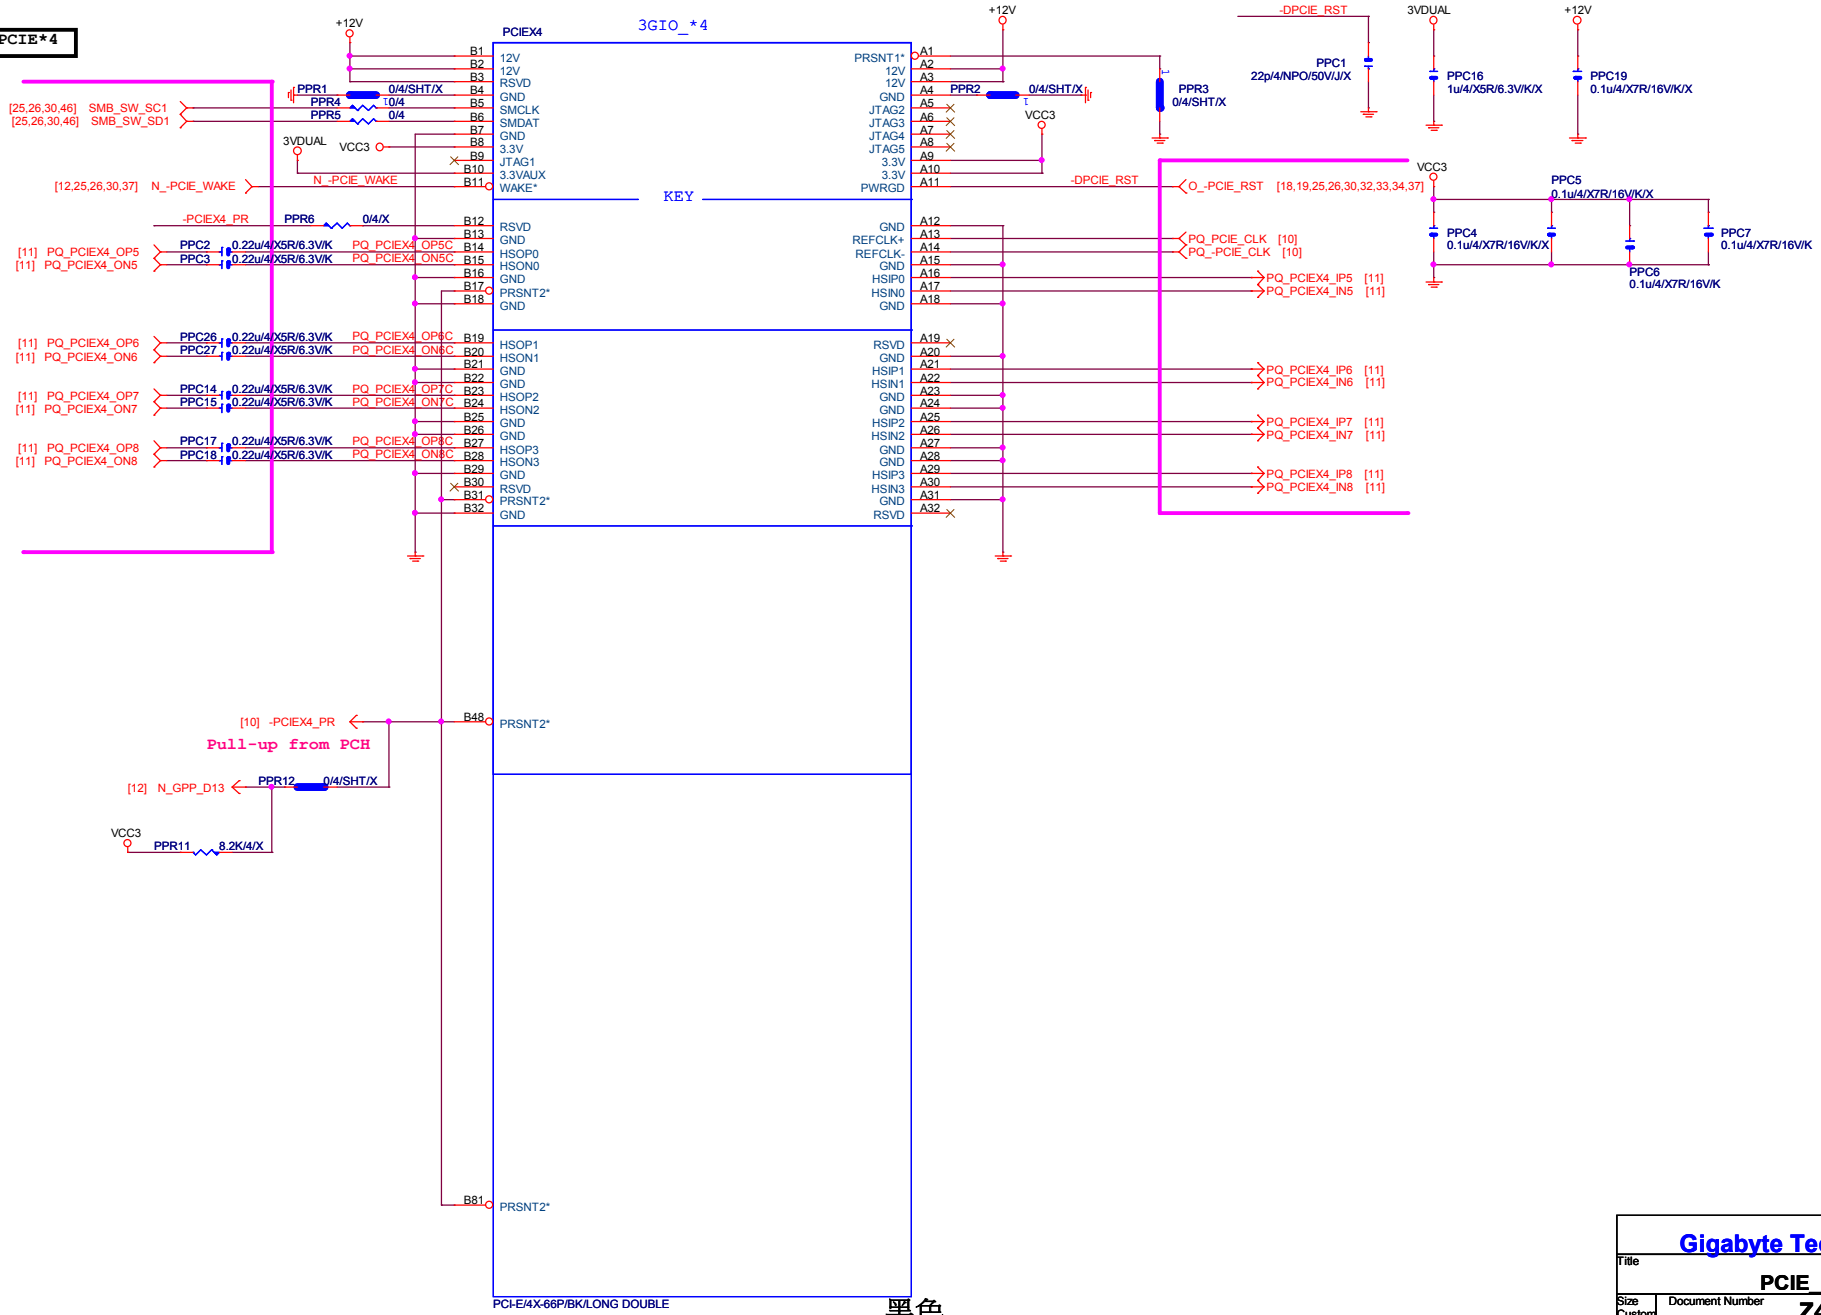 PCIE*4
+12V
PCIEX4
3GIO_*4
+12V
-DPCIE_RST
3VDUAL
+12V
B1 12V
B2 12V
B3 RSVD
B4 GND
B5 SMCLK
B6 SMDAT
B7 GND
B8 3.3V
B9 JTAG1
B10 3.3VAUX
B11 WAKE*
PRSNT1* A1
12V A2
12V A3
GND A4
JTAG2 A5
JTAG3 A6
JTAG4 A7
JTAG5 A8
3.3V A9
3.3V A10
PWRGD A11
PPR1 0/4/SHT/X
1
PPR4 0/4
PPR5 0/4
[25,26,30,46] SMB_SW_SC1
[25,26,30,46] SMB_SW_SD1
3VDUAL
VCC3
[12,25,26,30,37] N_-PCIE_WAKE
N_-PCIE_WAKE
PPR2 0/4/SHT/X
1
VCC3
1
PPR3
0/4/SHT/X
PPC1
22p/4/NPO/50V/J/X
PPC16
1u/4/X5R/6.3V/K/X
PPC19
0.1u/4/X7R/16V/K/X
-DPCIE_RST
O_-PCIE_RST [18,19,25,26,30,32,33,34,37]
VCC3
PPC5
0.1u/4/X7R/16V/K/X
PPC4
0.1u/4/X7R/16V/K/X
PPC6
0.1u/4/X7R/16V/K
PPC7
0.1u/4/X7R/16V/K
KEY
-PCIEX4_PR PPR6 0/4/X
B12 RSVD
B13 GND
B14 HSOP0
B15 HSON0
B16 GND
B17 PRSNT2*
B18 GND
GND A12
REFCLK+ A13
REFCLK- A14
GND A15
HSIP0 A16
HSIN0 A17
GND A18
[11] PQ_PCIEX4_OP5 PPC2 0.22u/4/X5R/6.3V/K PQ_PCIEX4_OP5C
[11] PQ_PCIEX4_ON5 PPC3 0.22u/4/X5R/6.3V/K PQ_PCIEX4_ON5C
PQ_PCIE_CLK [10]
PQ_-PCIE_CLK [10]
PQ_PCIEX4_IP5 [11]
PQ_PCIEX4_IN5 [11]
[11] PQ_PCIEX4_OP6 PPC26 0.22u/4/X5R/6.3V/K PQ_PCIEX4_OP6C
[11] PQ_PCIEX4_ON6 PPC27 0.22u/4/X5R/6.3V/K PQ_PCIEX4_ON6C
[11] PQ_PCIEX4_OP7 PPC14 0.22u/4/X5R/6.3V/K PQ_PCIEX4_OP7C
[11] PQ_PCIEX4_ON7 PPC15 0.22u/4/X5R/6.3V/K PQ_PCIEX4_ON7C
[11] PQ_PCIEX4_OP8 PPC17 0.22u/4/X5R/6.3V/K PQ_PCIEX4_OP8C
[11] PQ_PCIEX4_ON8 PPC18 0.22u/4/X5R/6.3V/K PQ_PCIEX4_ON8C
B19 HSOP1
B20 HSON1
B21 GND
B22 GND
B23 HSOP2
B24 HSON2
B25 GND
B26 GND
B27 HSOP3
B28 HSON3
B29 GND
B30 RSVD
B31 PRSNT2*
B32 GND
RSVD A19
GND A20
HSIP1 A21
HSIN1 A22
GND A23
GND A24
HSIP2 A25
HSIN2 A26
GND A27
GND A28
HSIP3 A29
HSIN3 A30
GND A31
RSVD A32
PQ_PCIEX4_IP6 [11]
PQ_PCIEX4_IN6 [11]
PQ_PCIEX4_IP7 [11]
PQ_PCIEX4_IN7 [11]
PQ_PCIEX4_IP8 [11]
PQ_PCIEX4_IN8 [11]
[10] -PCIEX4_PR
B48 PRSNT2*
Pull-up from PCH
[12] N_GPP_D13 PPR12 0/4/SHT/X
VCC3
PPR11 8.2K/4/X
B81 PRSNT2*
PCI-E/4X-66P/BK/LONG DOUBLE
黑色
Gigabyte
Title
PCIE_
Size
Custom
Document Number